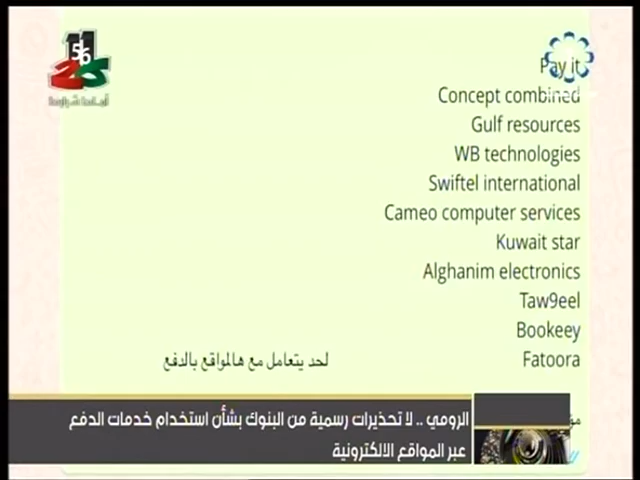 Pay it
Concept combined
Gulf resources
WB technologies
Swiftel international
Cameo computer services
Kuwait star
Alghanim electronics
Taw9eel
Bookeey
Fatoora
لحد يتعامل مع هالمواقع بالدفع
الرومي .. لا تحذيرات رسمية من البنوك بشأن استخدام خدمات الدفع
عبر المواقع الالكترونية
56